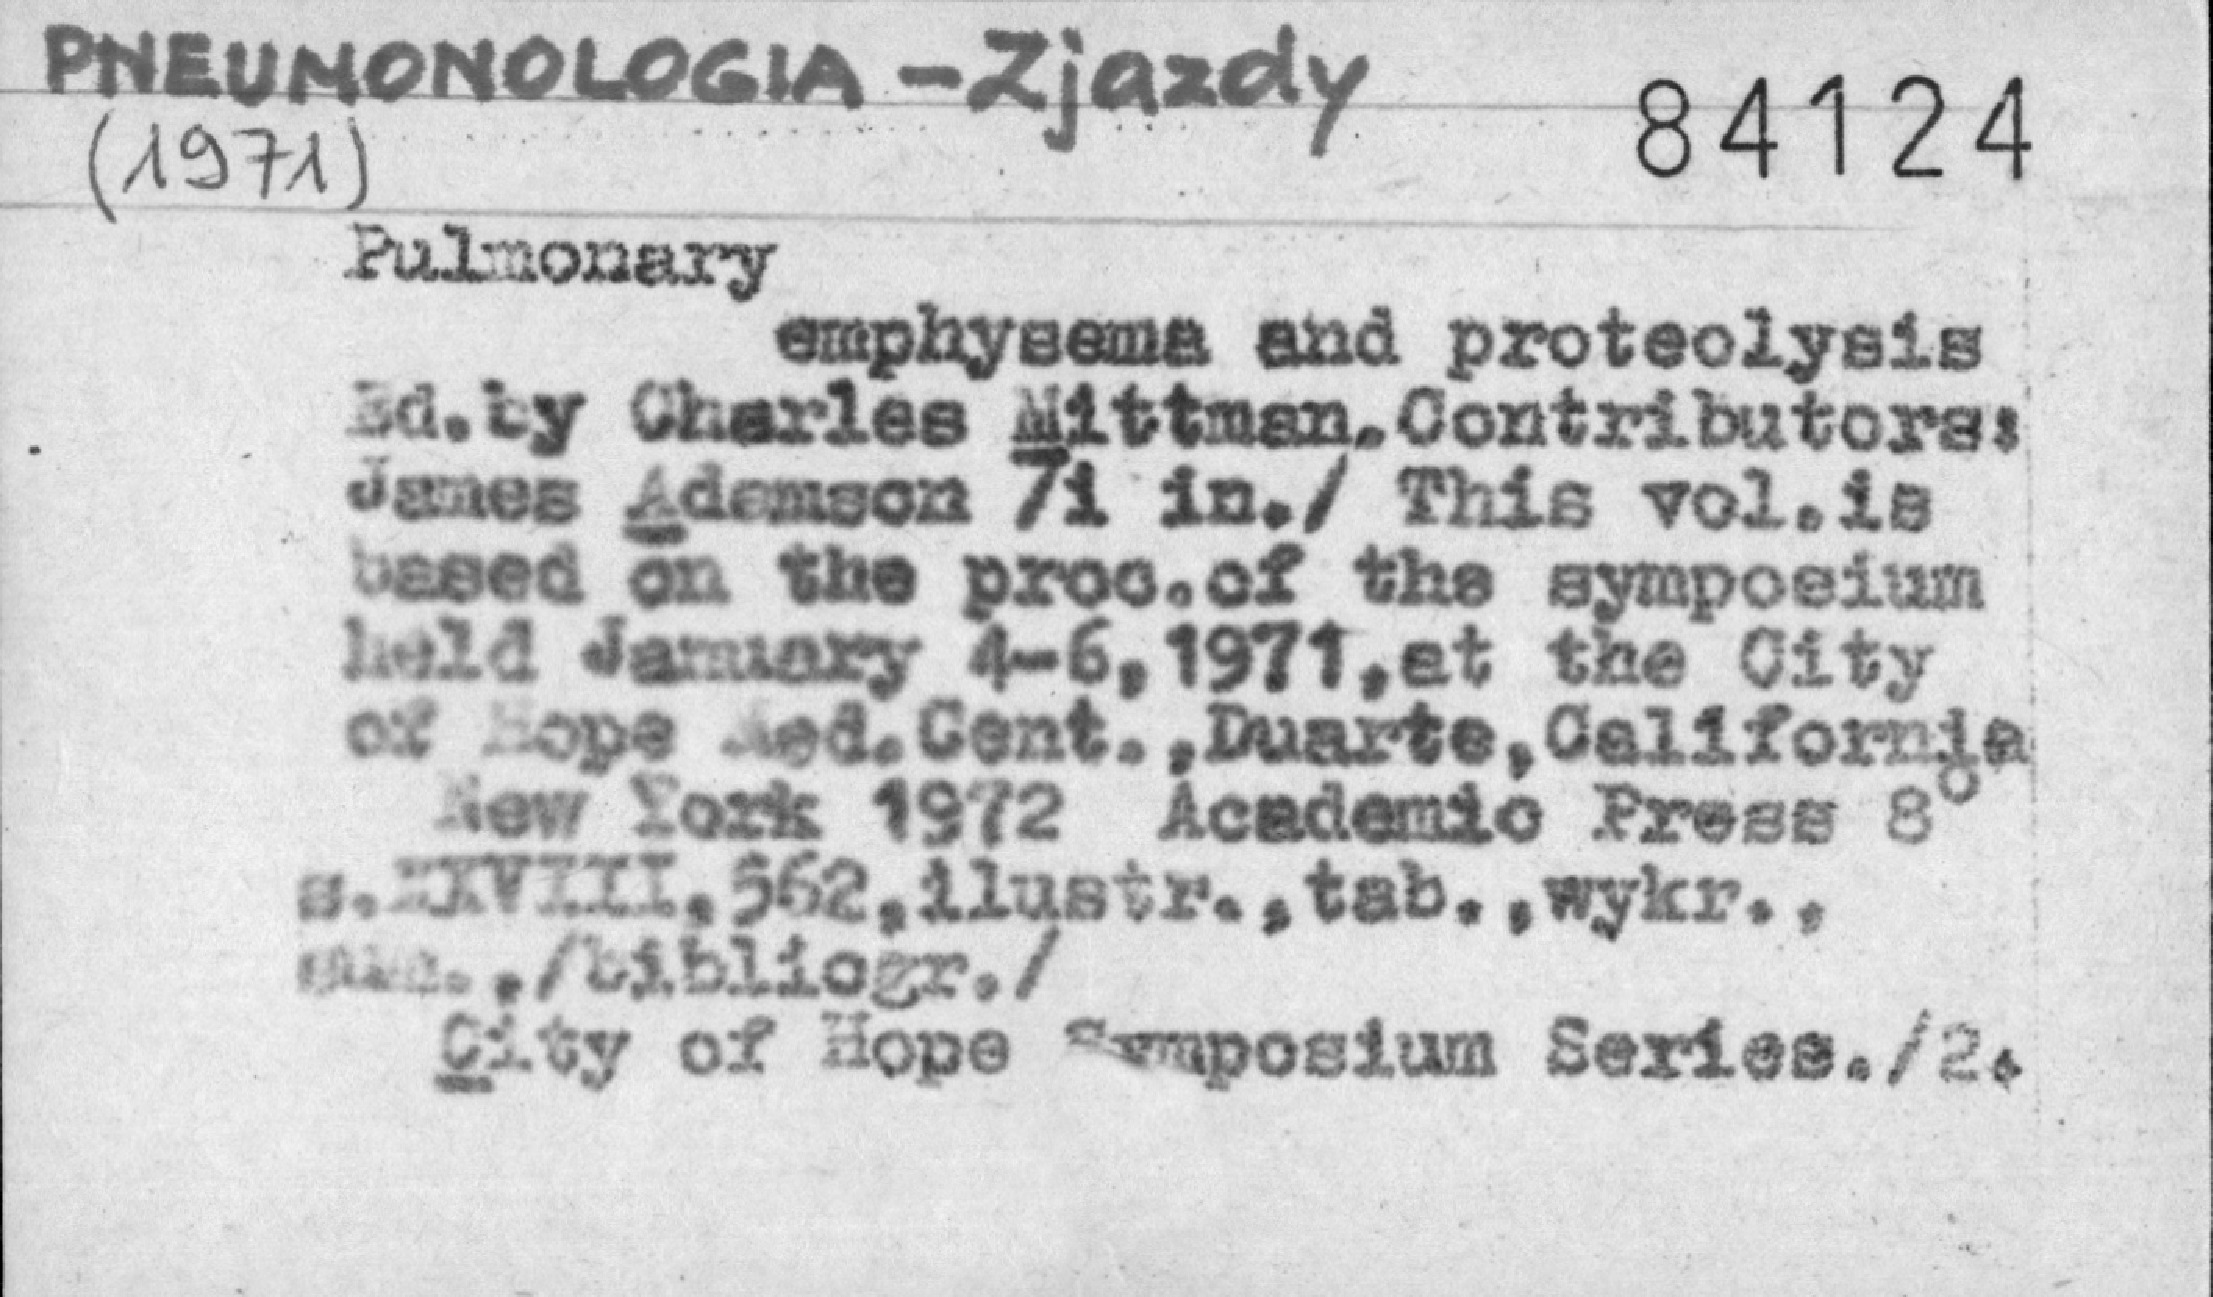 PNEUMONOLOGIA - Zjazdy 84124
(1971)
Pulmonary
emphysema and proteolysis
Ed.by Charles Mittman.Contributors:
James Adamson /i in./ This vol.is
based on the proc.of the symposium
held January 4-6,1971,at the City
of Hope Med.Cent.,Duarte,California
New York 1972 Academic Press 8°
s.XXVIII,562,ilustr.,tab.,wykr.,
sum.,/bibliogr./
City of Hope Symposium Series./2.